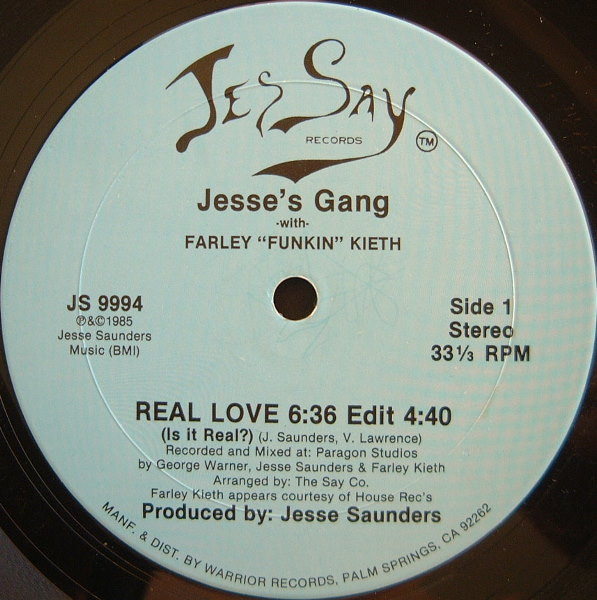 Jes Say
RECORDS
TM
Jesse's Gang
-with-
FARLEY "FUNKIN" KIETH
JS 9994
℗&©1985
Jesse Saunders
Music (BMI)
Side 1
Stereo
33⅓ RPM
REAL LOVE 6:36 Edit 4:40
(Is it Real?) (J. Saunders, V. Lawrence)
Recorded and Mixed at: Paragon Studios
by George Warner, Jesse Saunders & Farley Kieth
Arranged by: The Say Co.
Farley Kieth appears courtesy of House Rec's
Produced by: Jesse Saunders
MANF. & DIST. BY WARRIOR RECORDS, PALM SPRINGS, CA 92262